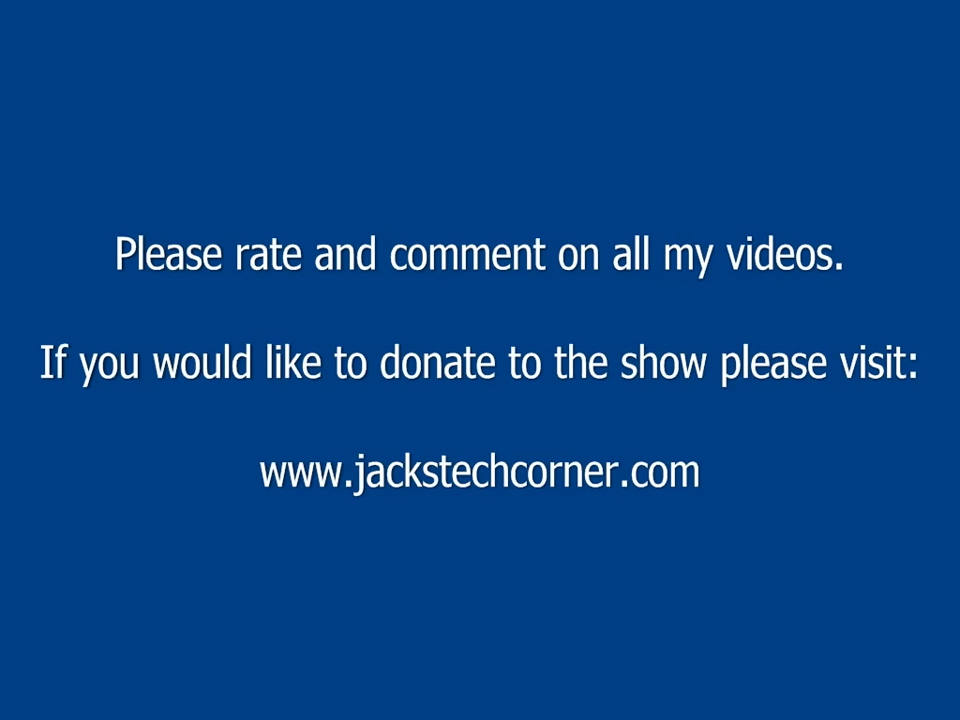 Please rate and comment on all my videos.
If you would like to donate to the show please visit:
www.jackstechcorner.com